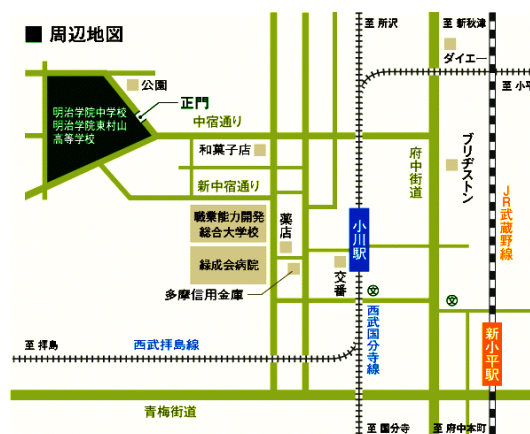 ■ 周辺地図
至 所沢
至 新秋津
ダイエー
公園
至 小平
正門
明治学院中学校
明治学院東村山
高等学校
中宿通り
和菓子店
府中街道
ブリヂストン
新中宿通り
JR武蔵野線
職業能力開発
総合大学校
薬店
小川駅
緑成会病院
交番
多摩信用金庫
文
文
至 拝島
西武拝島線
西武国分寺線
新小平駅
青梅街道
至 国分寺
至 府中本町